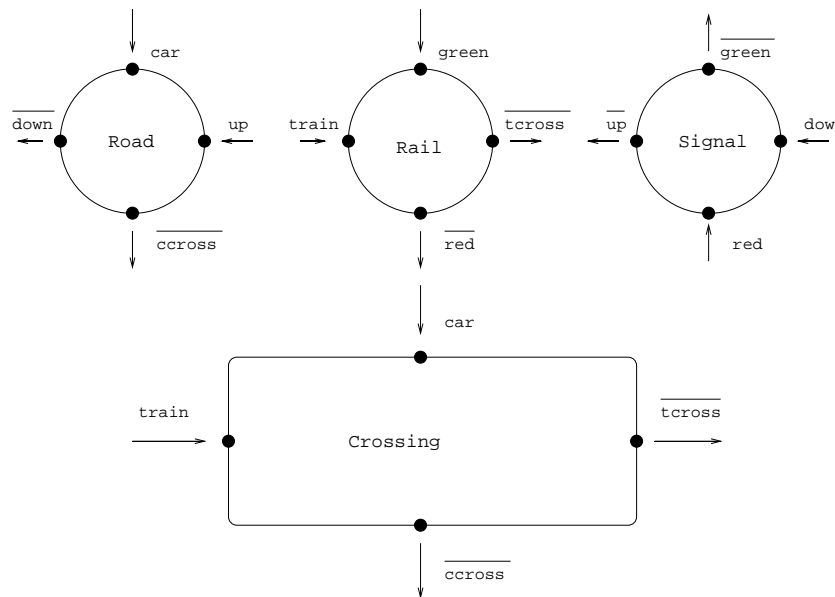 car
green
green
down
up
train
tcross
up
dow
Road
Rail
Signal
ccross
red
red
car
train
tcross
Crossing
ccross